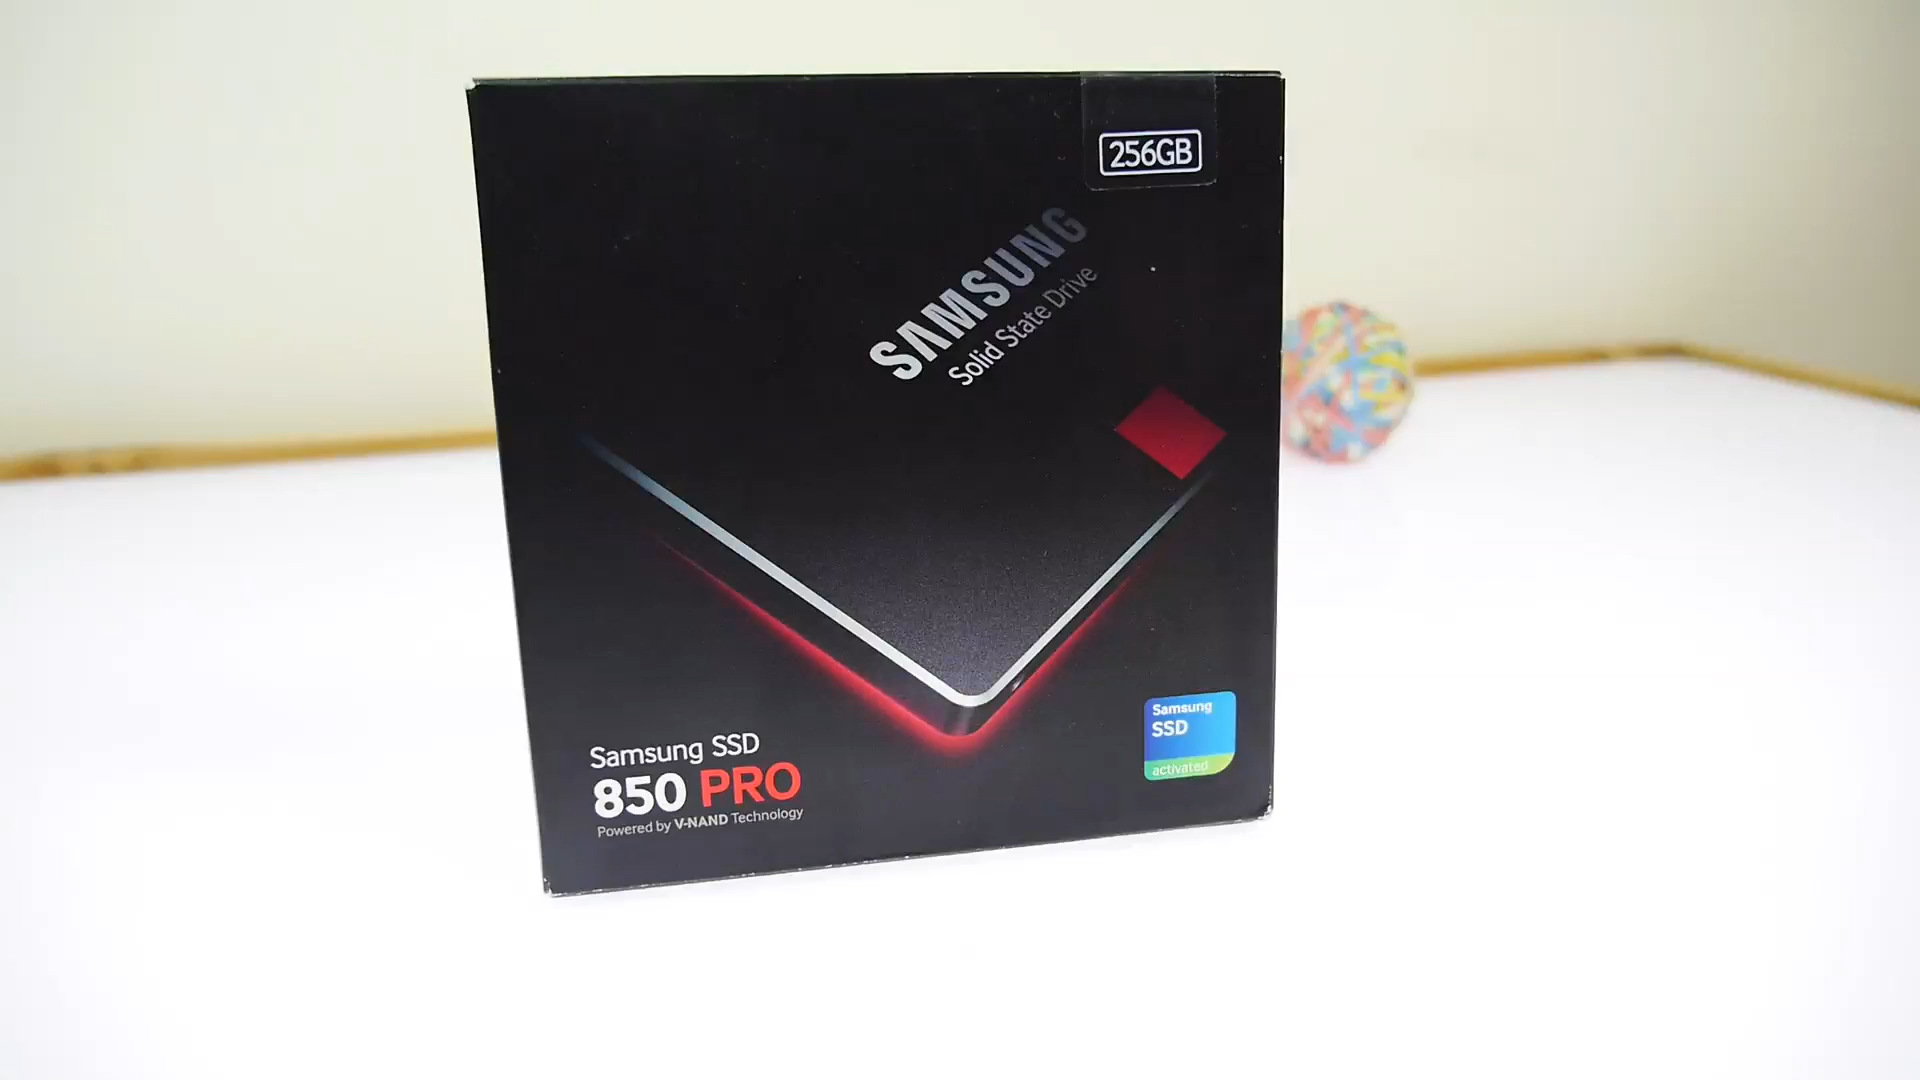 256GB
SAMSUNG
Solid State Drive
Samsung
SSD
activated
Samsung SSD
850 PRO
Powered by V-NAND Technology